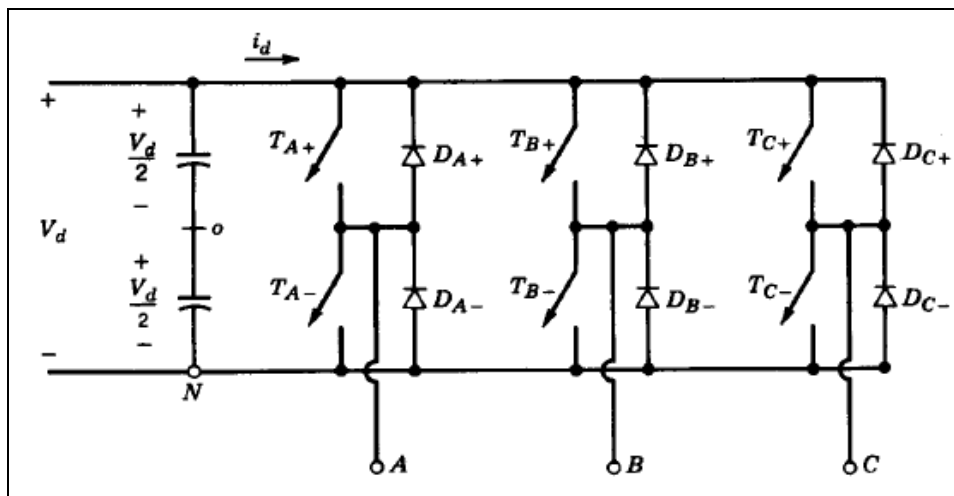 i_d
+
+
V_d/2
−
T_A+
D_A+
T_B+
D_B+
T_C+
D_C+
V_d
o
+
V_d/2
−
T_A−
D_A−
T_B−
D_B−
T_C−
D_C−
−
N
A
B
C